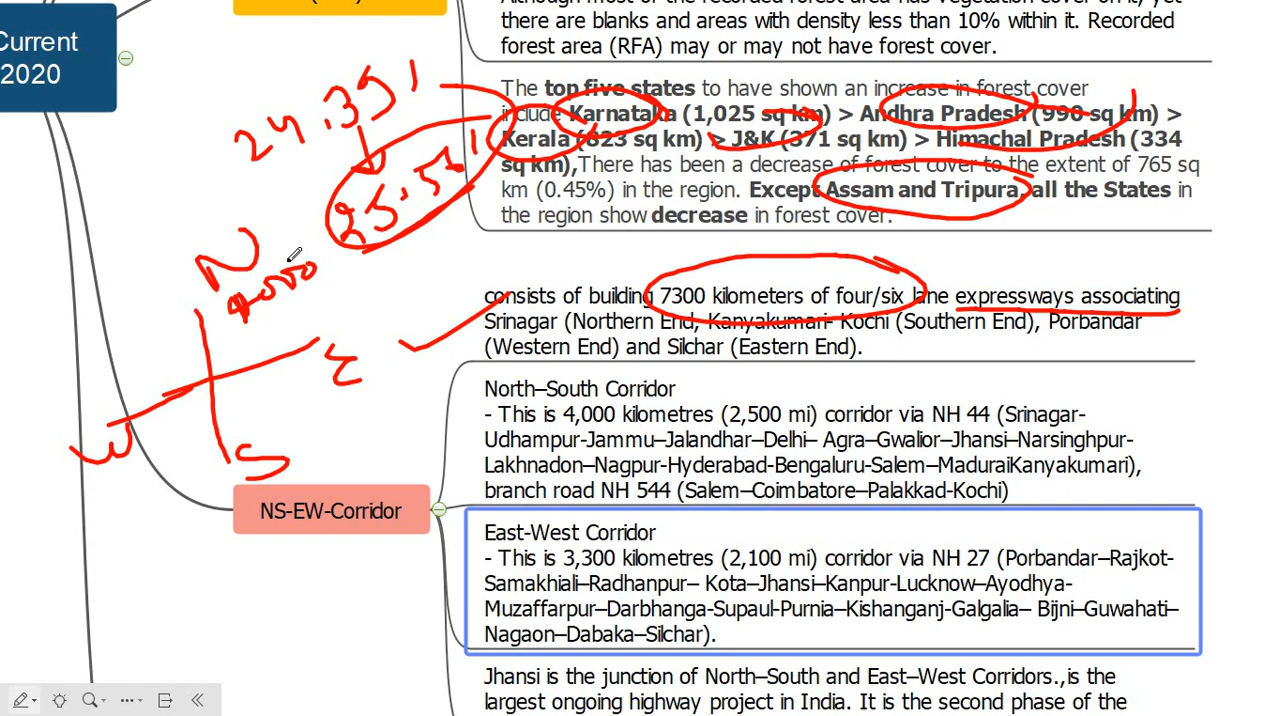 Current
2020
Although most of the recorded forest area has vegetation cover on it, yet
there are blanks and areas with density less than 10% within it. Recorded
forest area (RFA) may or may not have forest cover.
The top five states to have shown an increase in forest cover
include Karnataka (1,025 sq km) > Andhra Pradesh (990 sq km) >
Kerala (823 sq km) > J&K (371 sq km) > Himachal Pradesh (334
sq km),There has been a decrease of forest cover to the extent of 765 sq
km (0.45%) in the region. Except Assam and Tripura, all the States in
the region show decrease in forest cover.
24.39%
25.56%
N
4000
E
W
S
consists of building 7300 kilometers of four/six lane expressways associating
Srinagar (Northern End, Kanyakumari- Kochi (Southern End), Porbandar
(Western End) and Silchar (Eastern End).
NS-EW-Corridor
North–South Corridor
- This is 4,000 kilometres (2,500 mi) corridor via NH 44 (Srinagar-
Udhampur-Jammu–Jalandhar–Delhi– Agra–Gwalior–Jhansi–Narsinghpur-
Lakhnadon–Nagpur-Hyderabad-Bengaluru-Salem–MaduraiKanyakumari),
branch road NH 544 (Salem–Coimbatore–Palakkad-Kochi)
East-West Corridor
- This is 3,300 kilometres (2,100 mi) corridor via NH 27 (Porbandar–Rajkot-
Samakhiali–Radhanpur– Kota–Jhansi–Kanpur-Lucknow–Ayodhya-
Muzaffarpur–Darbhanga-Supaul-Purnia–Kishanganj-Galgalia– Bijni–Guwahati–
Nagaon–Dabaka–Silchar).
Jhansi is the junction of North–South and East–West Corridors.,is the
largest ongoing highway project in India. It is the second phase of the